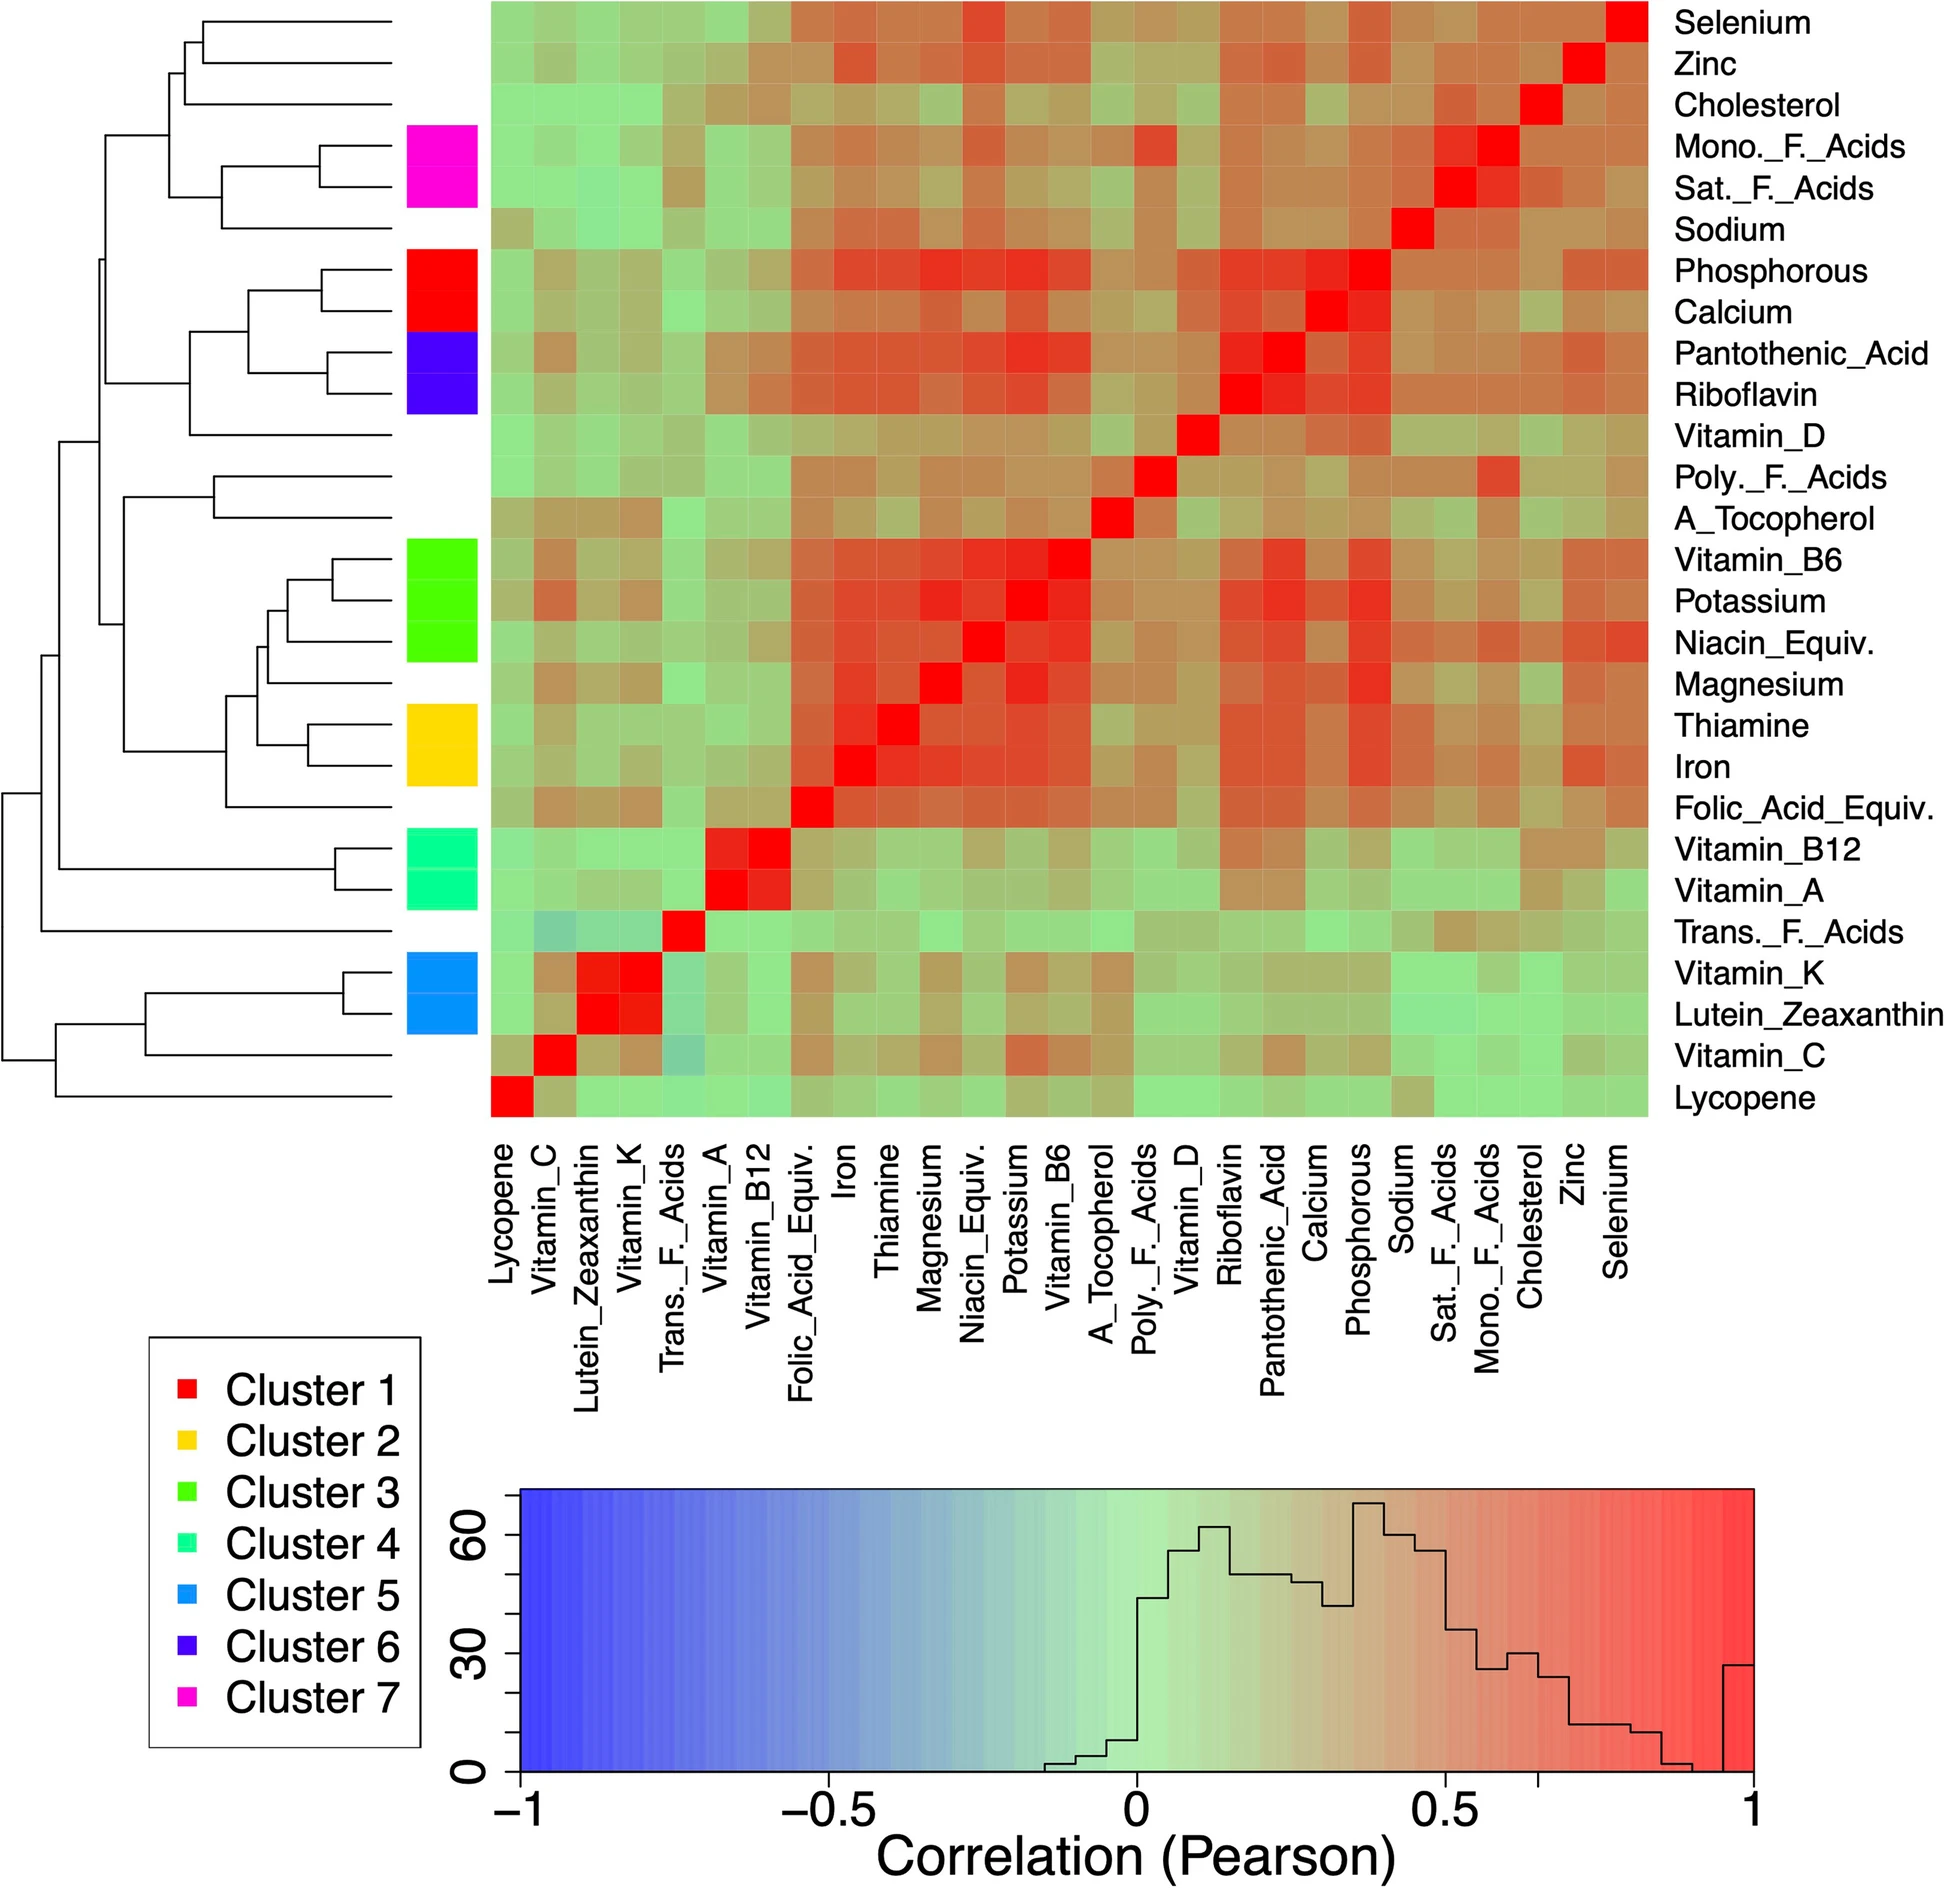 Selenium
Zinc
Cholesterol
Mono._F._Acids
Sat._F._Acids
Sodium
Phosphorous
Calcium
Pantothenic_Acid
Riboflavin
Vitamin_D
Poly._F._Acids
A_Tocopherol
Vitamin_B6
Potassium
Niacin_Equiv.
Magnesium
Thiamine
Iron
Folic_Acid_Equiv.
Vitamin_B12
Vitamin_A
Trans._F._Acids
Vitamin_K
Lutein_Zeaxanthin
Vitamin_C
Lycopene
Lycopene
Vitamin_C
Lutein_Zeaxanthin
Vitamin_K
Trans._F._Acids
Vitamin_A
Vitamin_B12
Folic_Acid_Equiv.
Iron
Thiamine
Magnesium
Niacin_Equiv.
Potassium
Vitamin_B6
A_Tocopherol
Poly._F._Acids
Vitamin_D
Riboflavin
Pantothenic_Acid
Calcium
Phosphorous
Sodium
Sat._F._Acids
Mono._F._Acids
Cholesterol
Zinc
Selenium
Cluster 1
Cluster 2
Cluster 3
Cluster 4
Cluster 5
Cluster 6
Cluster 7
60
30
0
−1 −0.5 0 0.5 1
Correlation (Pearson)